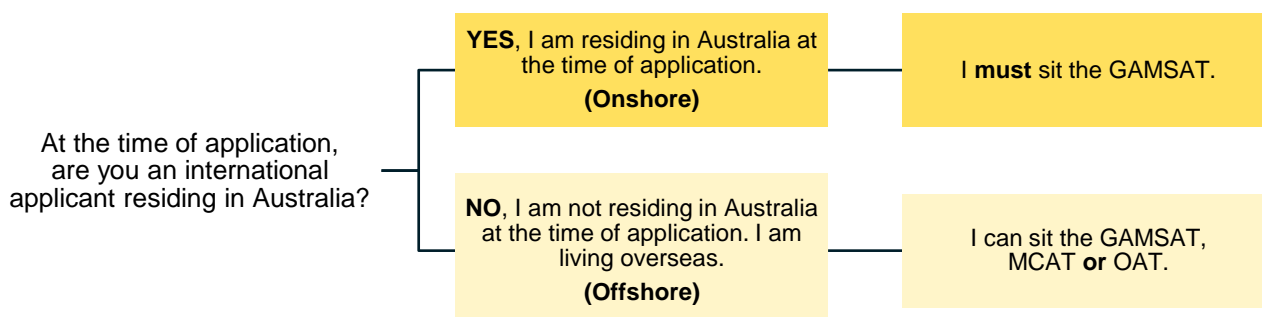 At the time of application,
are you an international
applicant residing in Australia?
YES, I am residing in Australia at
the time of application.
(Onshore)
I must sit the GAMSAT.
NO, I am not residing in Australia
at the time of application. I am
living overseas.
(Offshore)
I can sit the GAMSAT,
MCAT or OAT.